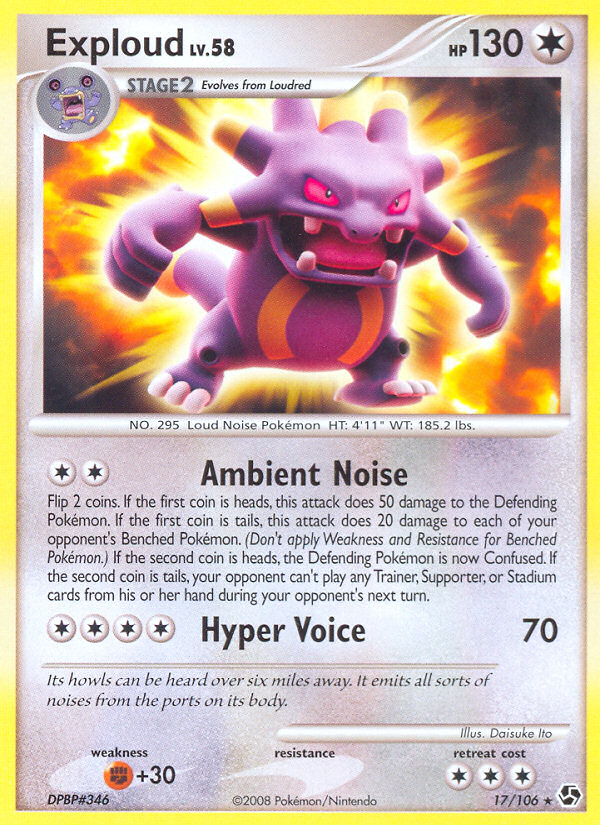 Exploud LV.58 HP 130
STAGE2 Evolves from Loudred
NO. 295 Loud Noise Pokémon HT: 4'11" WT: 185.2 lbs.
Ambient Noise
Flip 2 coins. If the first coin is heads, this attack does 50 damage to the Defending
Pokémon. If the first coin is tails, this attack does 20 damage to each of your
opponent's Benched Pokémon. (Don't apply Weakness and Resistance for Benched
Pokémon.) If the second coin is heads, the Defending Pokémon is now Confused. If
the second coin is tails, your opponent can't play any Trainer, Supporter, or Stadium
cards from his or her hand during your opponent's next turn.
Hyper Voice 70
Its howls can be heard over six miles away. It emits all sorts of
noises from the ports on its body.
Illus. Daisuke Ito
weakness resistance retreat cost
+30
DPBP#346 ©2008 Pokémon/Nintendo 17/106 ★